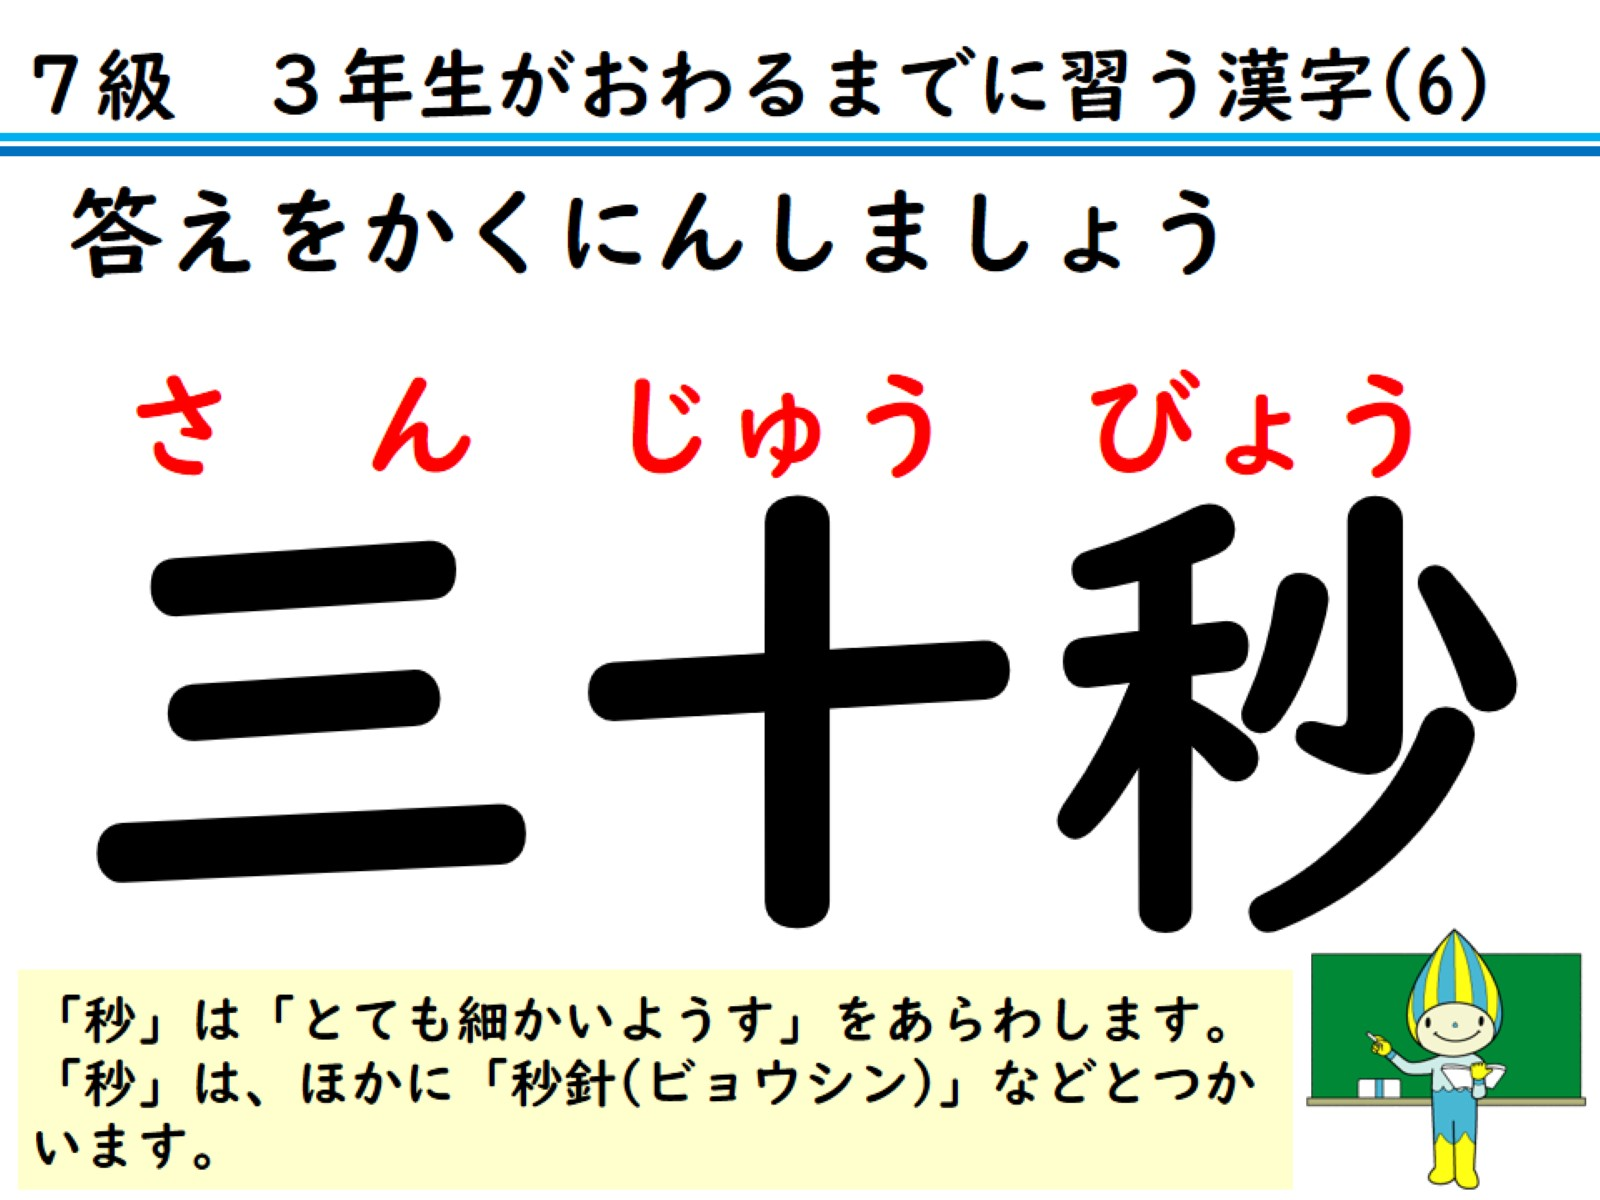 ７級　３年生がおわるまでに習う漢字(6)
答えをかくにんしましょう
さん　じゅう　びょう
三十秒
「秒」は「とても細かいようす」をあらわします。
「秒」は、ほかに「秒針(ビョウシン)」などとつか
います。